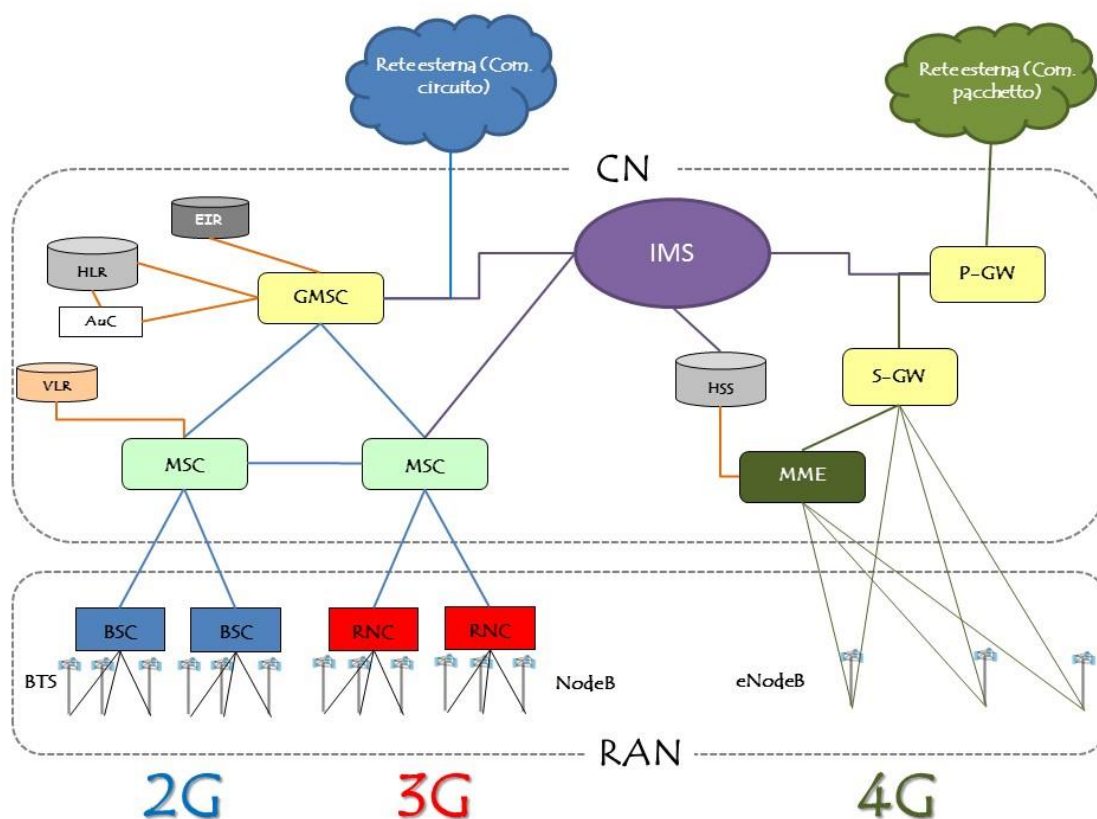 Rete esterna (Com.
circuito)
Rete esterna (Com.
pacchetto)
CN
EIR
HLR
AuC
GMSC
IMS
P-GW
S-GW
VLR
HSS
MSC
MSC
MME
BSC
BSC
RNC
RNC
BTS
NodeB
eNodeB
RAN
2G
3G
4G